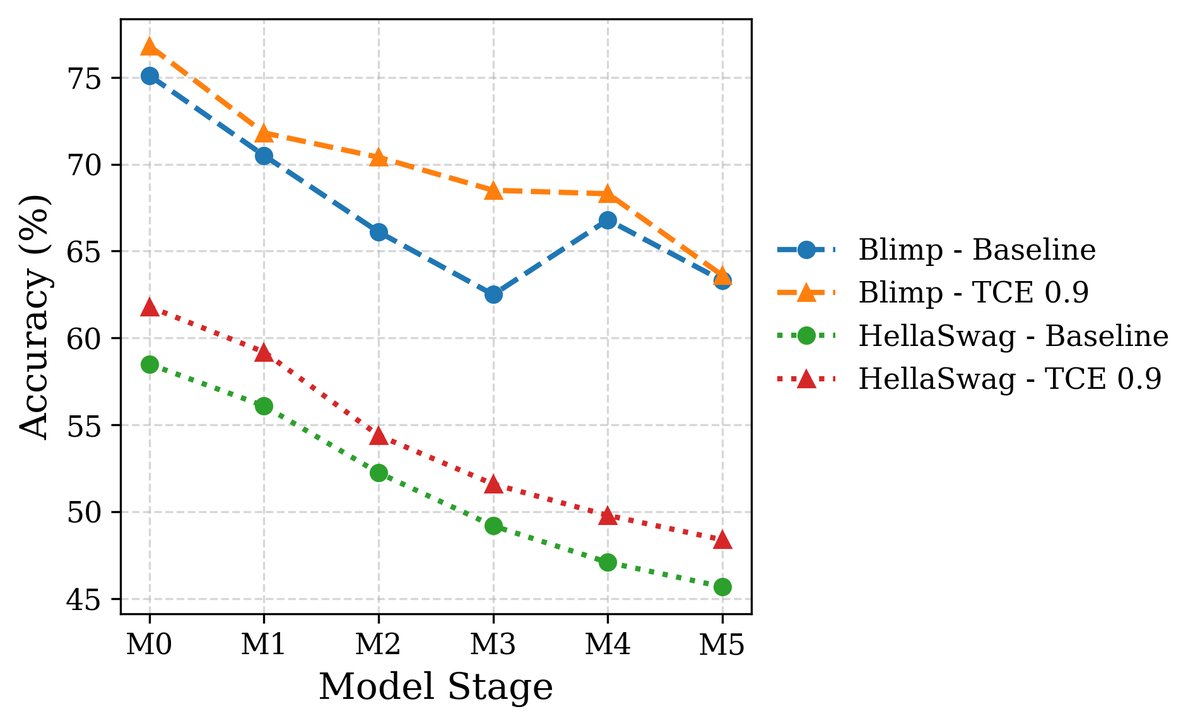 75
70
65
60
55
50
45
Accuracy (%)
M0 M1 M2 M3 M4 M5
Model Stage
Blimp - Baseline
Blimp - TCE 0.9
HellaSwag - Baseline
HellaSwag - TCE 0.9